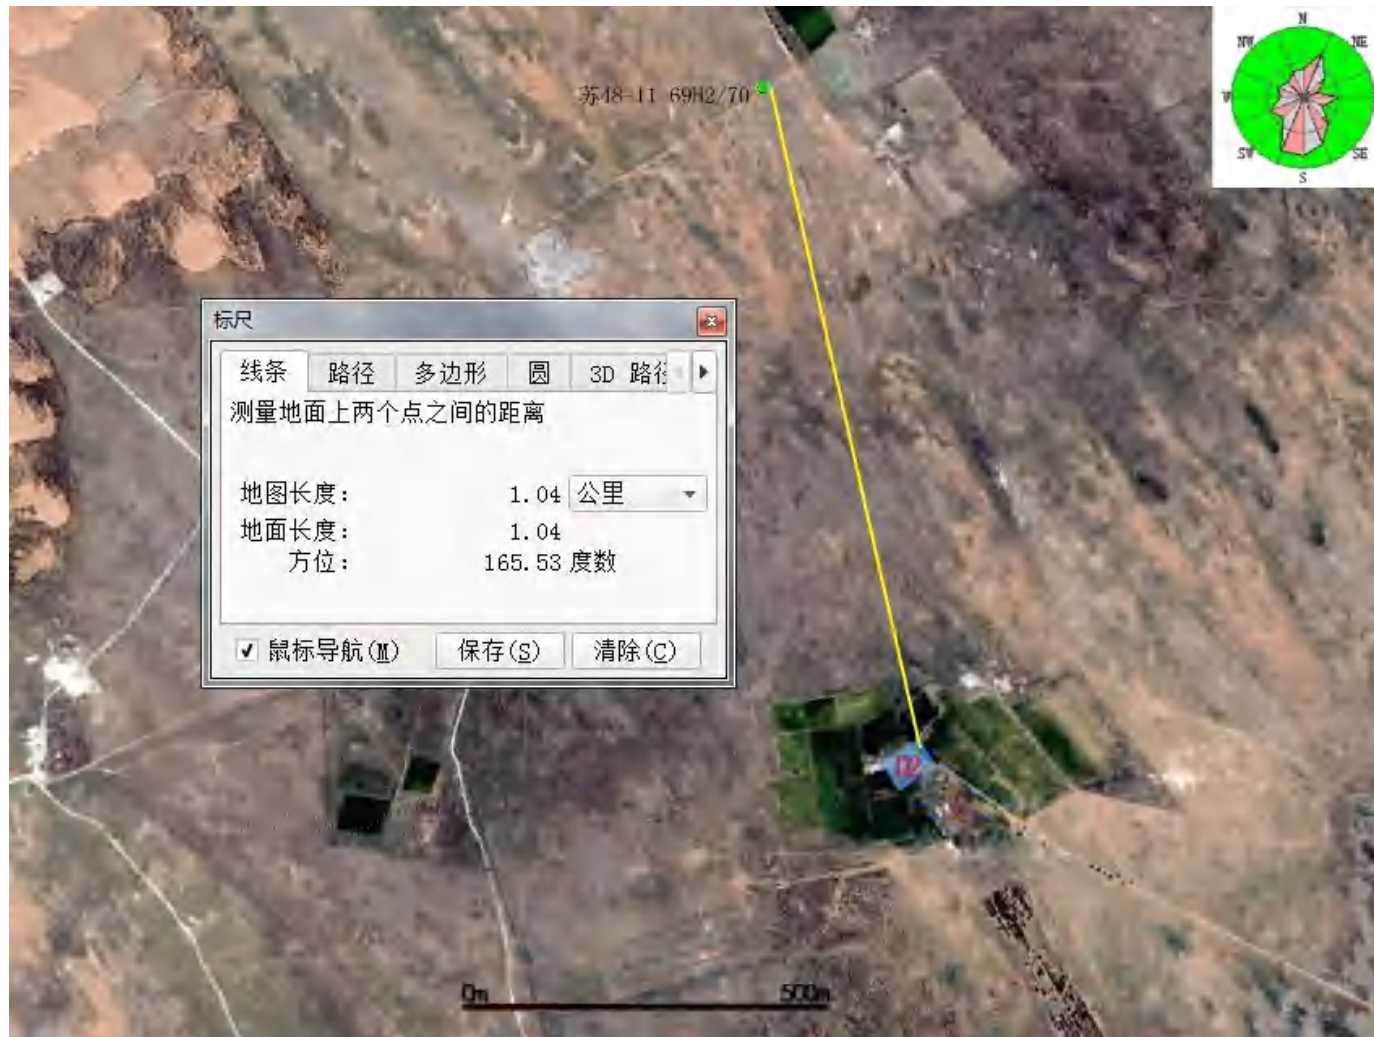 N
NW
NE
W
SW
SE
S
苏48-11 69H2/70
标尺
线条
路径
多边形
圆
3D 路径
测量地面上两个点之间的距离
地图长度：
1.04
公里
地面长度：
1.04
方位：
165.53 度数
鼠标导航(M)
保存(S)
清除(C)
0m
500m